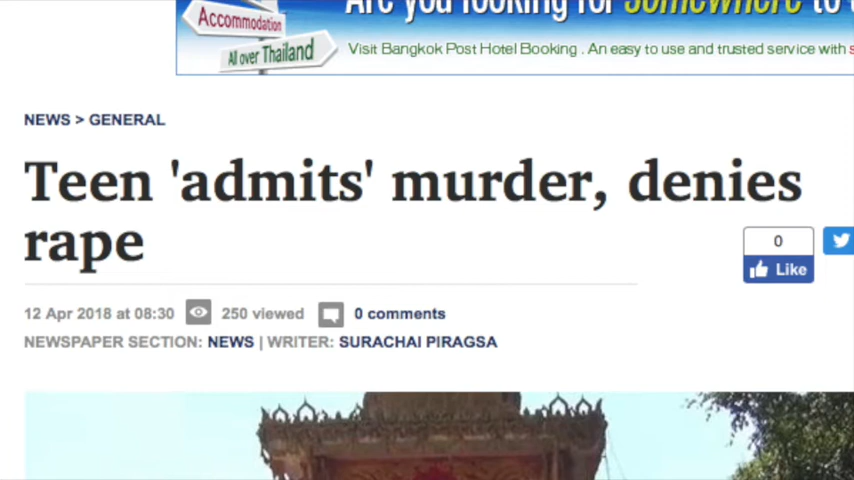 Are you looking for somewhere to
Accommodation
All over Thailand
Visit Bangkok Post Hotel Booking . An easy to use and trusted service with
NEWS > GENERAL
Teen 'admits' murder, denies
rape
0
Like
12 Apr 2018 at 08:30 250 viewed 0 comments
NEWSPAPER SECTION: NEWS | WRITER: SURACHAI PIRAGSA